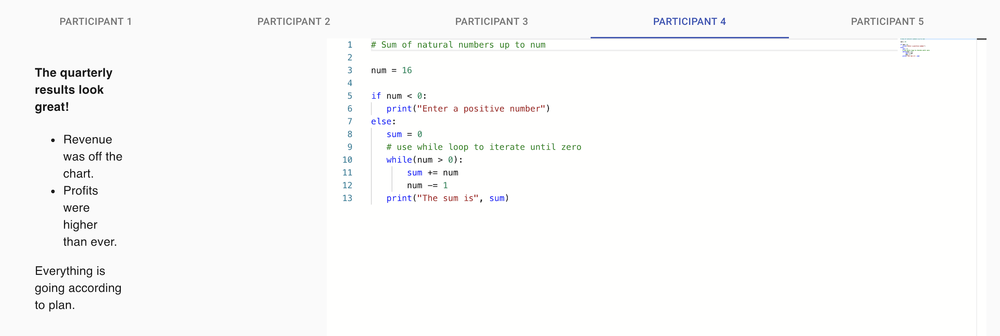 PARTICIPANT 1
PARTICIPANT 2
PARTICIPANT 3
PARTICIPANT 4
PARTICIPANT 5
The quarterly
results look
great!
• Revenue
was off the
chart.
• Profits
were
higher
than ever.
Everything is
going according
to plan.
1 # Sum of natural numbers up to num
2
3 num = 16
4
5 if num < 0:
6    print("Enter a positive number")
7 else:
8    sum = 0
9    # use while loop to iterate until zero
10    while(num > 0):
11        sum += num
12        num -= 1
13    print("The sum is", sum)